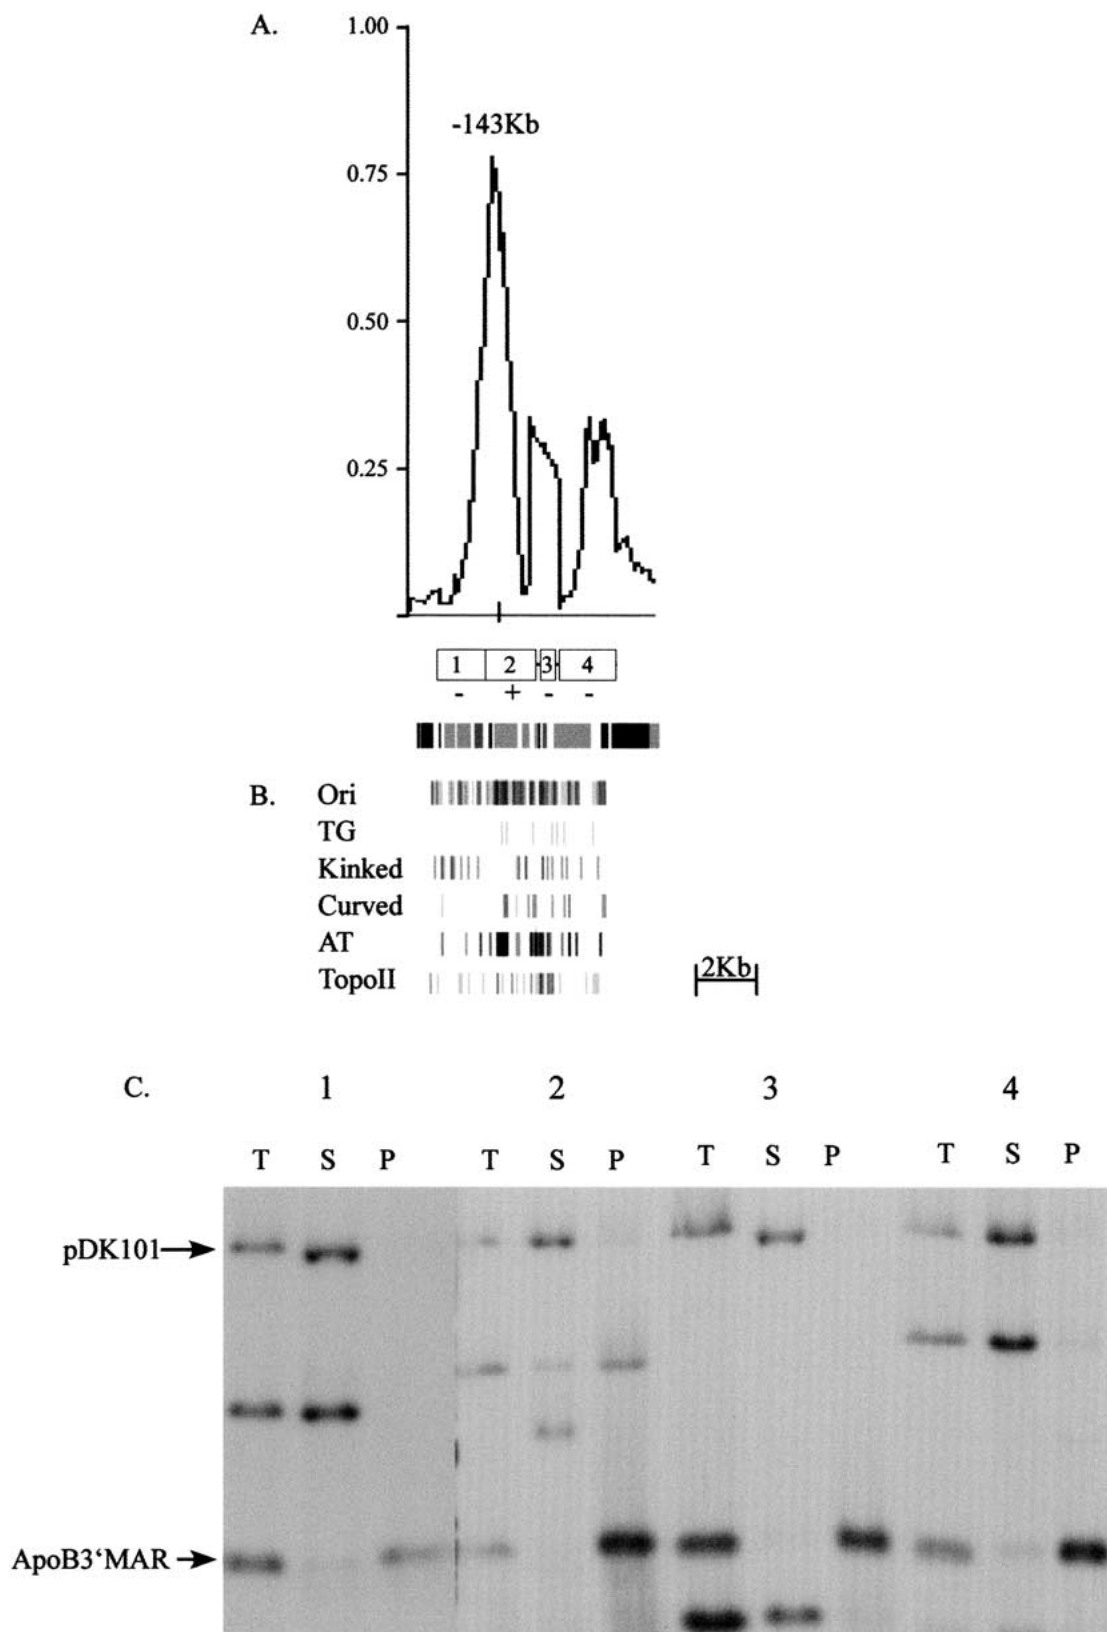 A.
1.00
-143Kb
0.75
0.50
0.25
1 2 3 4
- + - -
B. Ori
TG
Kinked
Curved
AT
TopoII
2Kb
C. 1 2 3 4
T S P T S P T S P T S P
pDK101
ApoB3‘MAR